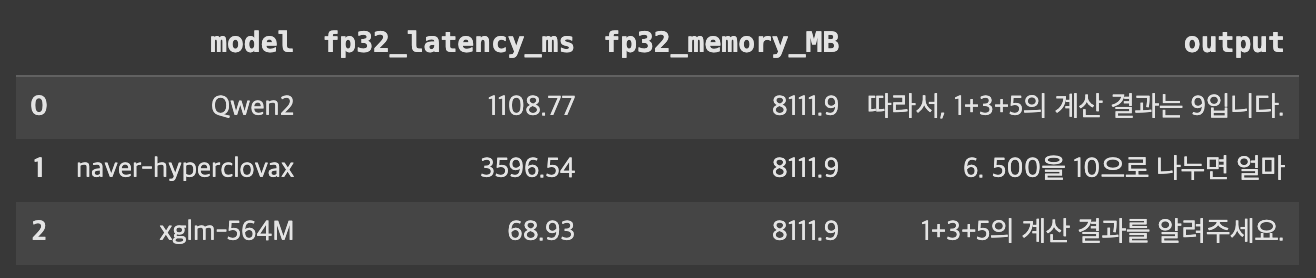 model fp32_latency_ms fp32_memory_MB output
0 Qwen2 1108.77 8111.9 따라서, 1+3+5의 계산 결과는 9입니다.
1 naver-hyperclovax 3596.54 8111.9 6. 500을 10으로 나누면 얼마
2 xglm-564M 68.93 8111.9 1+3+5의 계산 결과를 알려주세요.